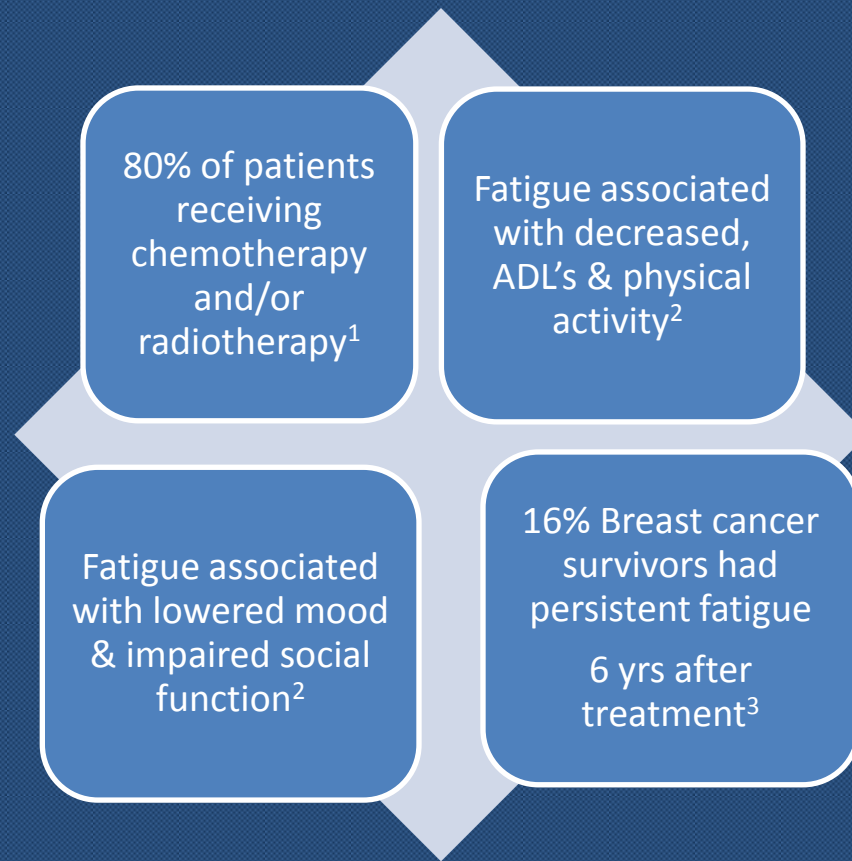 80% of patients
receiving
chemotherapy
and/or
radiotherapy¹
Fatigue associated
with decreased,
ADL’s & physical
activity²
Fatigue associated
with lowered mood
& impaired social
function²
16% Breast cancer
survivors had
persistent fatigue
6 yrs after
treatment³